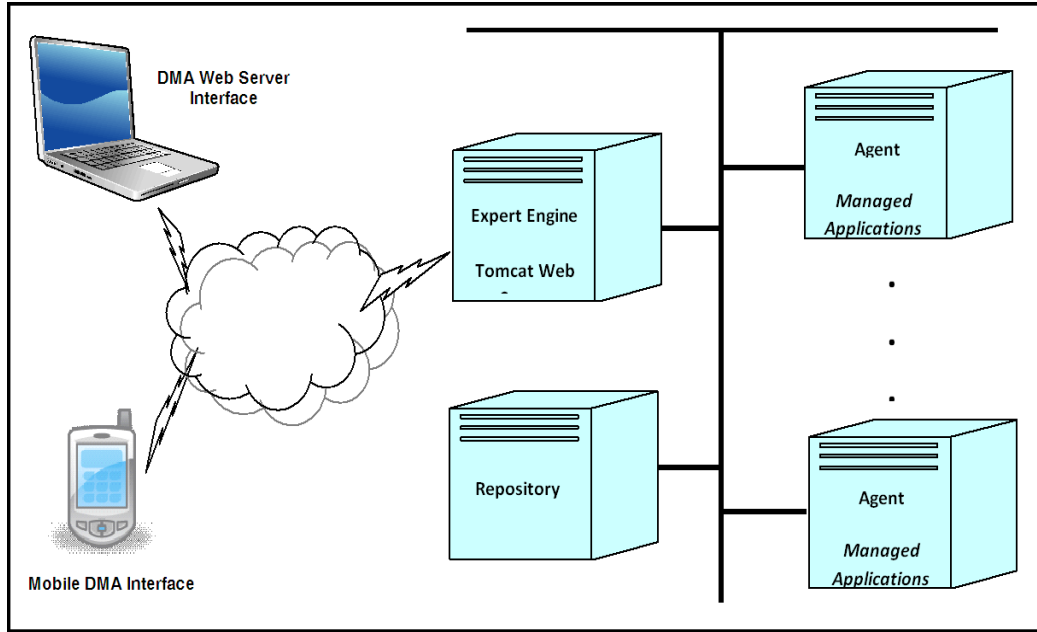 DMA Web Server
Interface
Expert Engine
Tomcat Web
Repository
Agent
Managed
Applications
Agent
Managed
Applications
Mobile DMA Interface